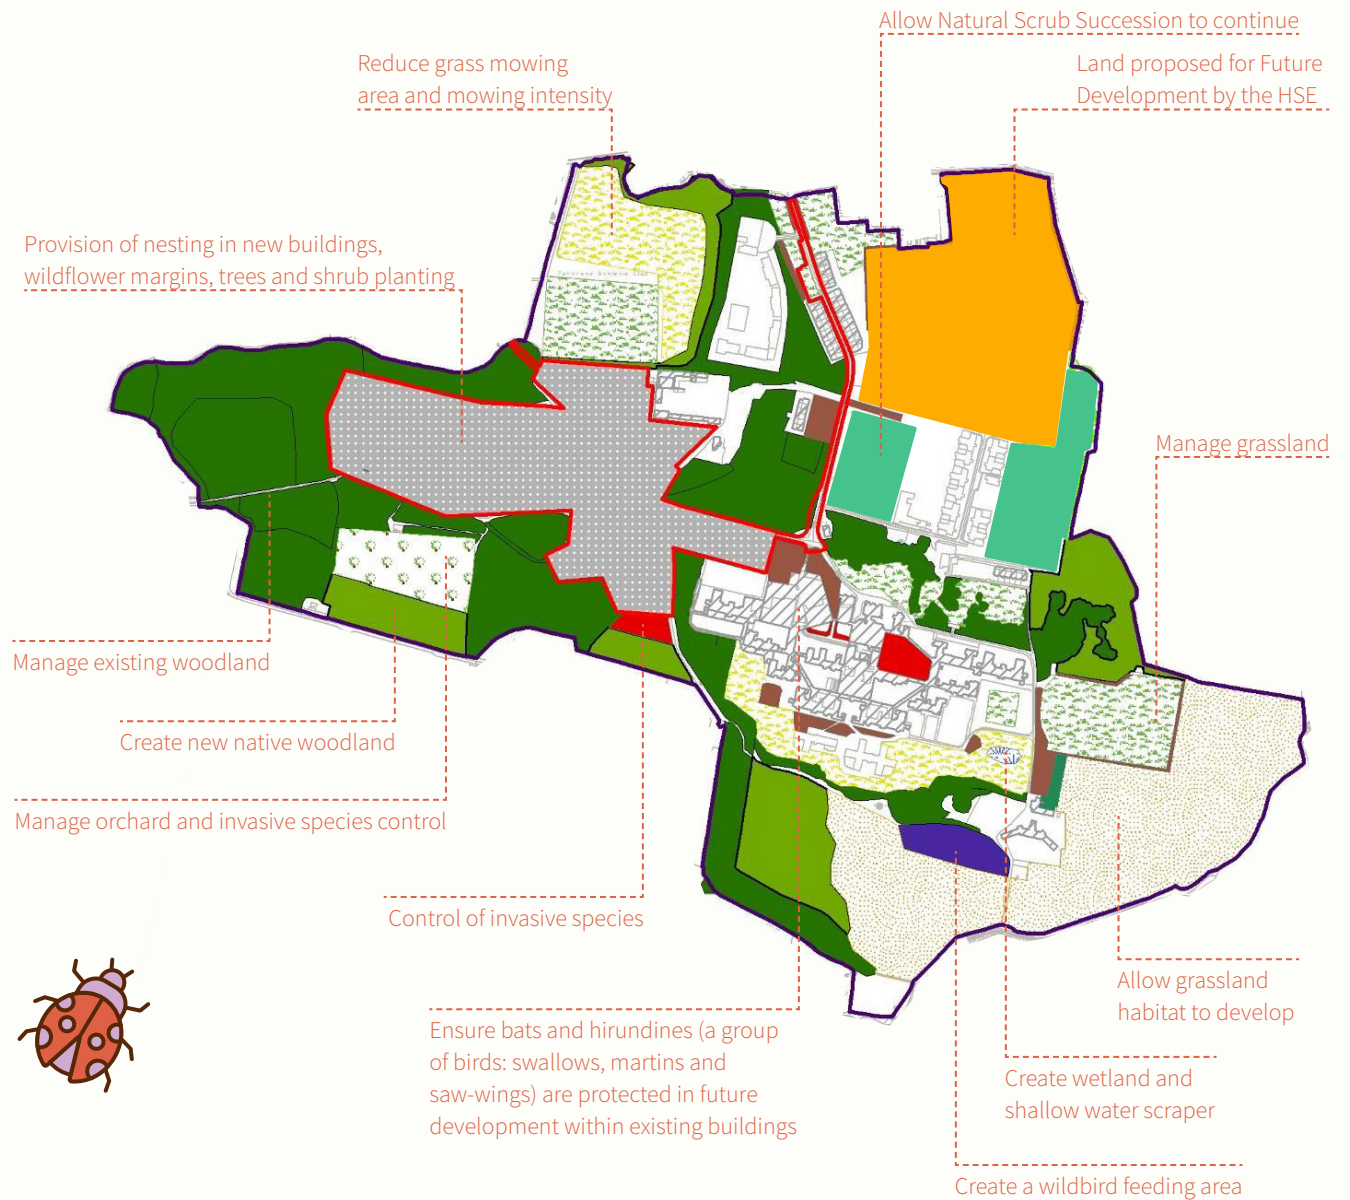 Allow Natural Scrub Succession to continue
Reduce grass mowing
area and mowing intensity
Land proposed for Future
Development by the HSE
Provision of nesting in new buildings,
wildflower margins, trees and shrub planting
Manage grassland
Manage existing woodland
Create new native woodland
Manage orchard and invasive species control
Control of invasive species
Allow grassland
habitat to develop
Ensure bats and hirundines (a group
of birds: swallows, martins and
saw-wings) are protected in future
development within existing buildings
Create wetland and
shallow water scraper
Create a wildbird feeding area